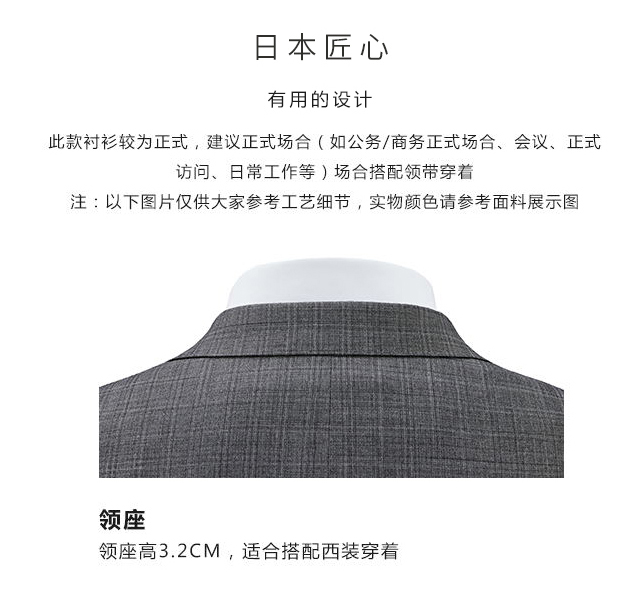 日本匠心
有用的设计
此款衬衫较为正式，建议正式场合（如公务/商务正式场合、会议、正式
访问、日常工作等）场合搭配领带穿着
注：以下图片仅供大家参考工艺细节，实物颜色请参考面料展示图
领座
领座高3.2CM，适合搭配西装穿着